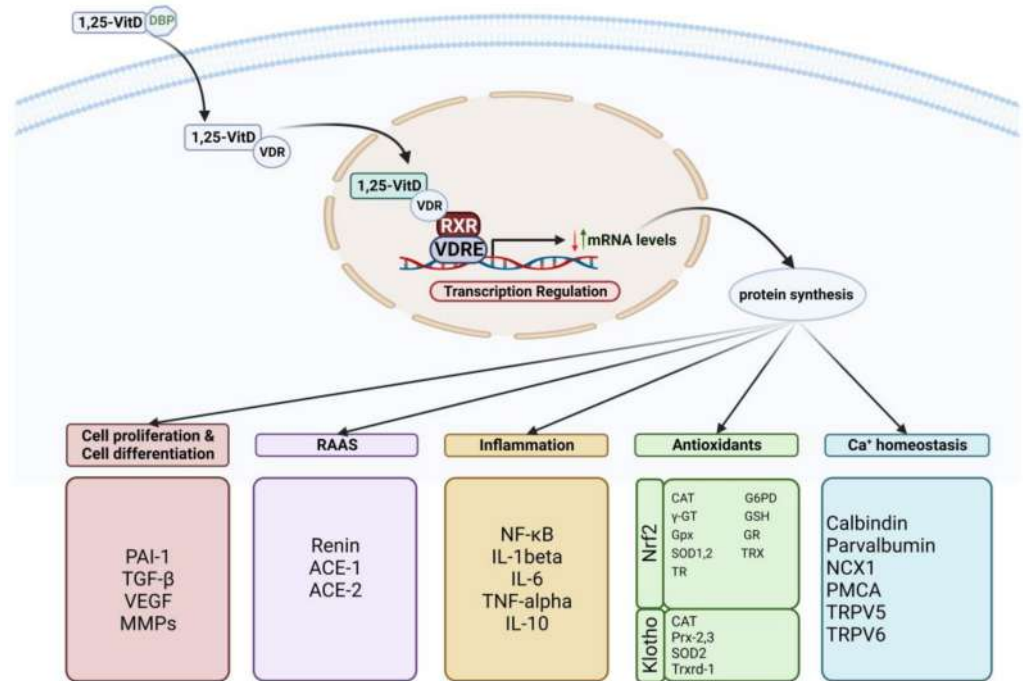 1,25-VitD DBP
1,25-VitD
VDR
1,25-VitD
VDR
RXR
VDRE
mRNA levels
Transcription Regulation
protein synthesis
Cell proliferation &
Cell differentiation
PAI-1
TGF-β
VEGF
MMPs
RAAS
Renin
ACE-1
ACE-2
Inflammation
NF-κB
IL-1beta
IL-6
TNF-alpha
IL-10
Antioxidants
Nrf2
CAT G6PD
γ-GT GSH
Gpx GR
SOD1,2 TRX
TR
Klotho
CAT
Prx-2,3
SOD2
Trxrd-1
Ca⁺ homeostasis
Calbindin
Parvalbumin
NCX1
PMCA
TRPV5
TRPV6